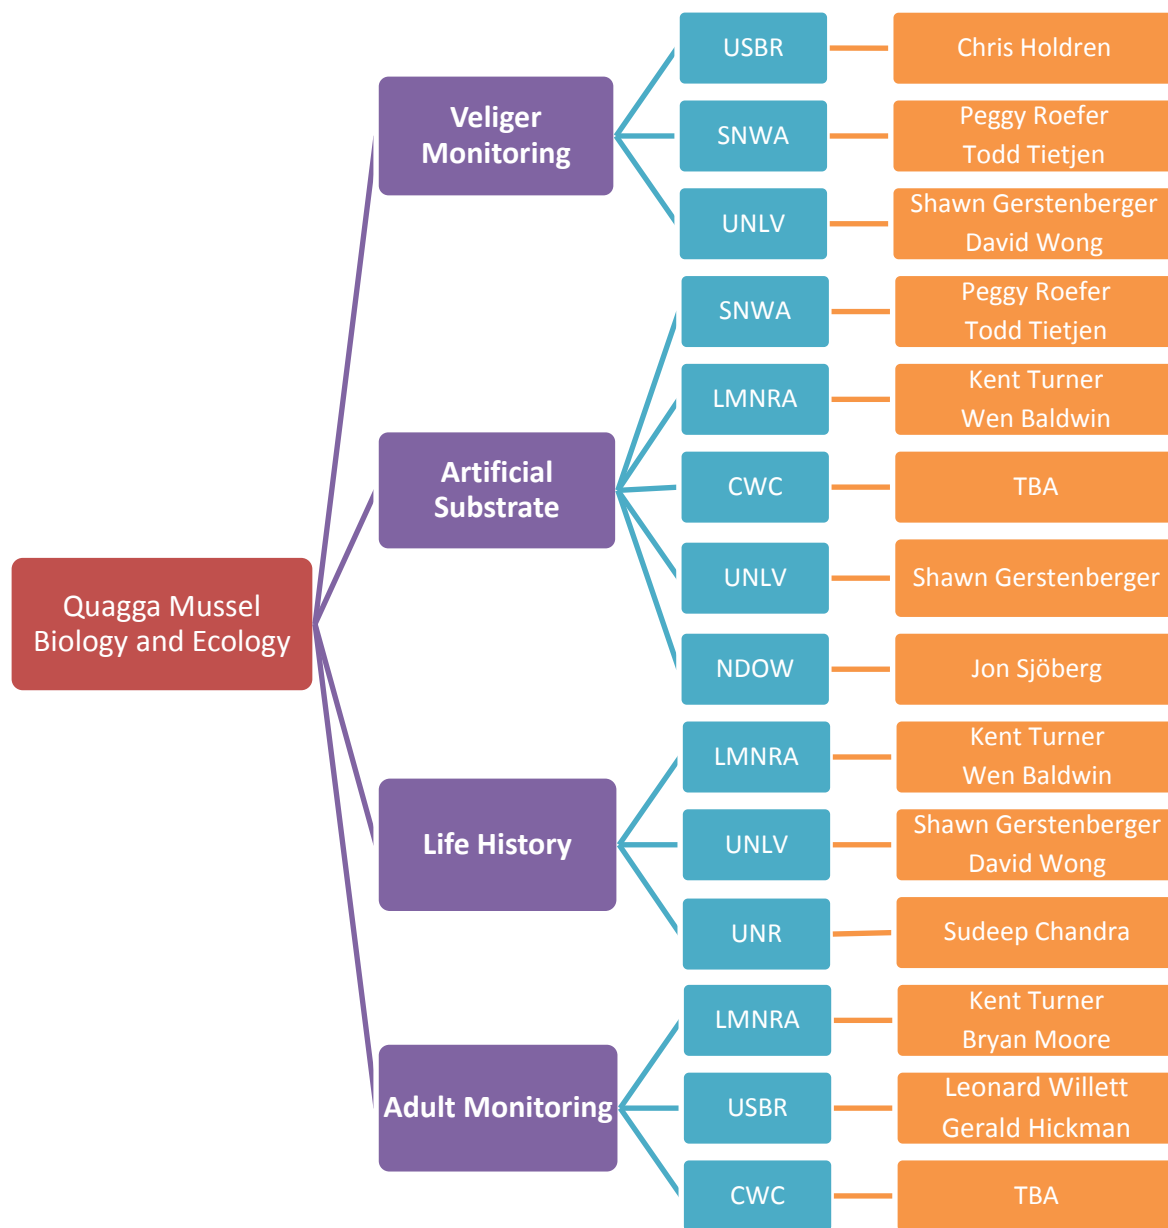 Quagga Mussel
Biology and Ecology
Veliger
Monitoring
USBR
Chris Holdren
SNWA
Peggy Roefer
Todd Tietjen
UNLV
Shawn Gerstenberger
David Wong
Artificial
Substrate
SNWA
Peggy Roefer
Todd Tietjen
LMNRA
Kent Turner
Wen Baldwin
CWC
TBA
UNLV
Shawn Gerstenberger
NDOW
Jon Sjöberg
Life History
LMNRA
Kent Turner
Wen Baldwin
UNLV
Shawn Gerstenberger
David Wong
UNR
Sudeep Chandra
Adult Monitoring
LMNRA
Kent Turner
Bryan Moore
USBR
Leonard Willett
Gerald Hickman
CWC
TBA